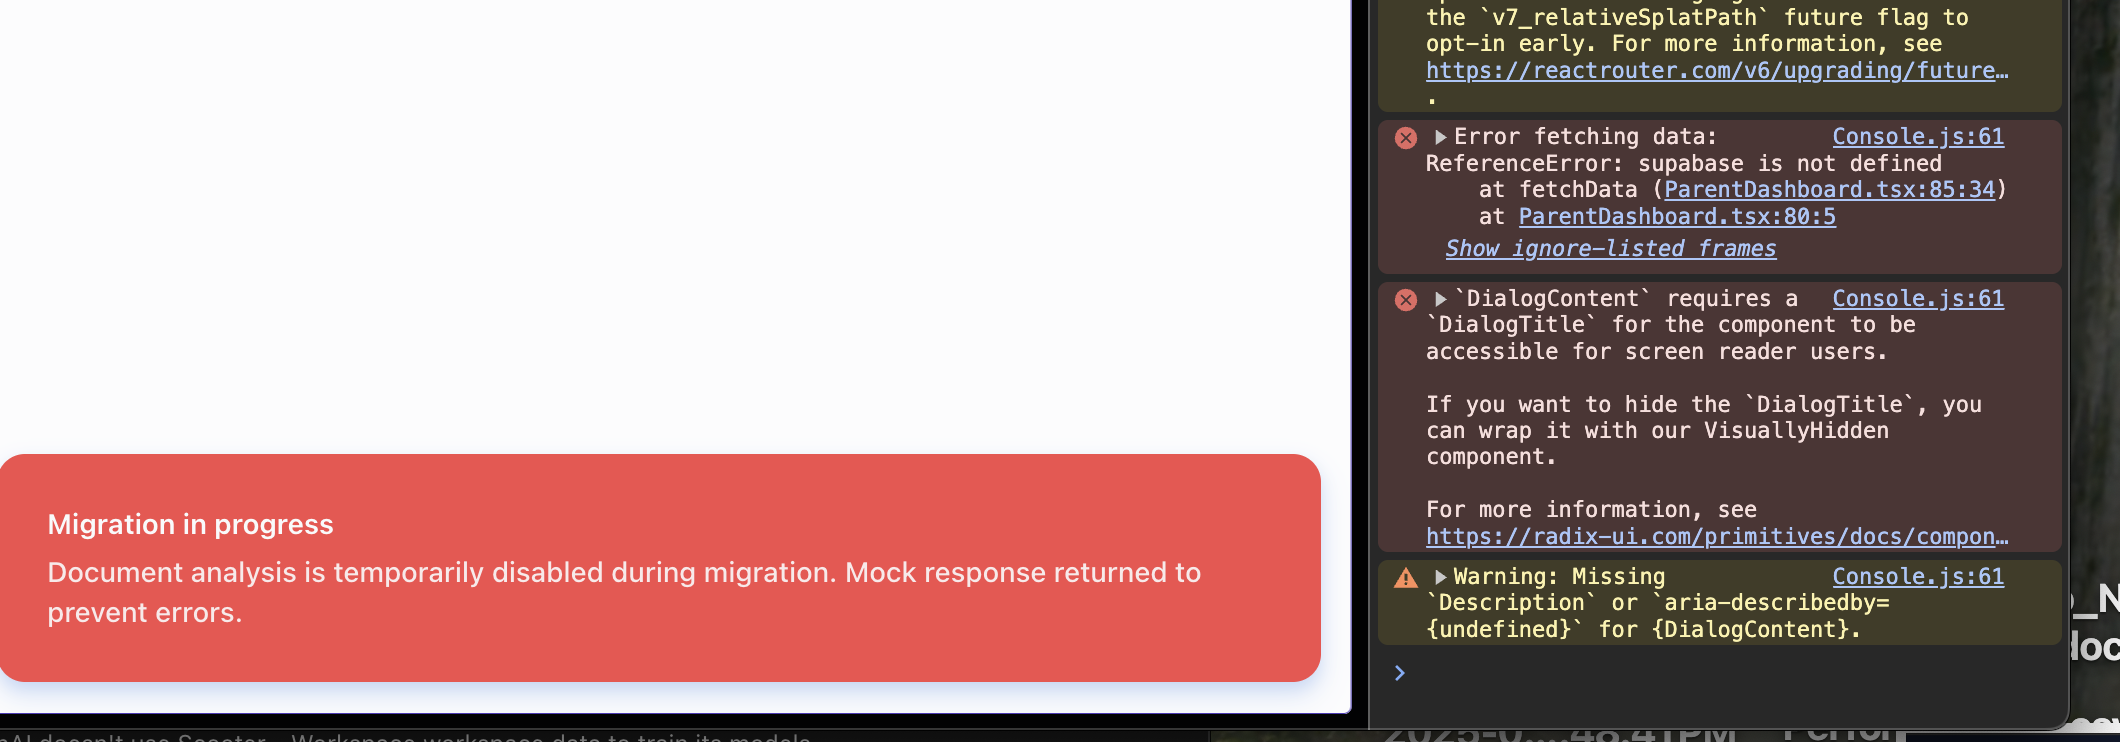 the `v7_relativeSplatPath` future flag to
opt-in early. For more information, see
https://reactrouter.com/v6/upgrading/future…
.
Error fetching data: Console.js:61
ReferenceError: supabase is not defined
at fetchData (ParentDashboard.tsx:85:34)
at ParentDashboard.tsx:80:5
Show ignore-listed frames
`DialogContent` requires a Console.js:61
`DialogTitle` for the component to be
accessible for screen reader users.
If you want to hide the `DialogTitle`, you
can wrap it with our VisuallyHidden
component.
For more information, see
https://radix-ui.com/primitives/docs/compon…
Warning: Missing Console.js:61
`Description` or `aria-describedby=
{undefined}` for {DialogContent}.
Migration in progress
Document analysis is temporarily disabled during migration. Mock response returned to
prevent errors.